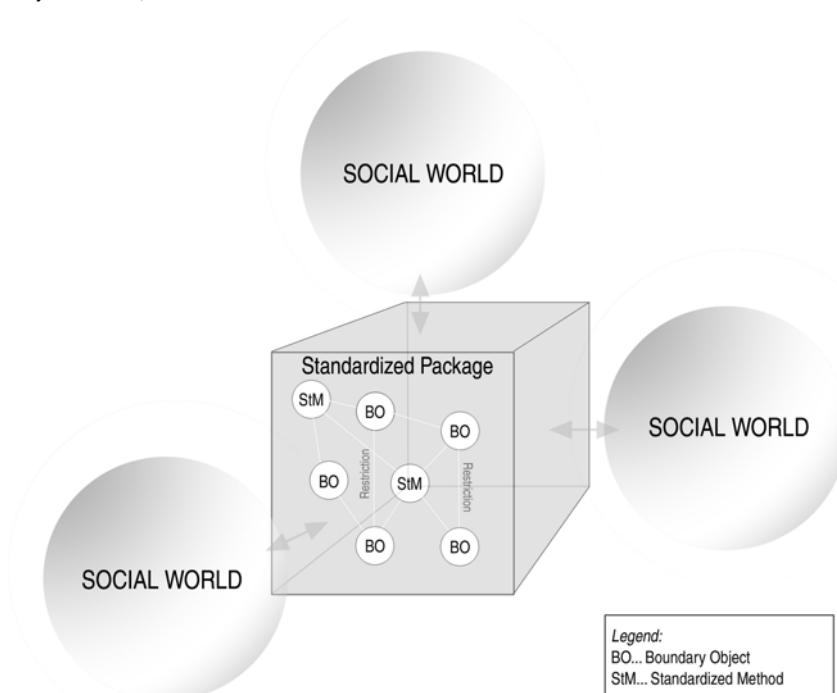 SOCIAL WORLD
Standardized Package
StM
BO
BO
SOCIAL WORLD
BO
Restriction
StM
Restriction
BO
BO
SOCIAL WORLD
Legend:
BO... Boundary Object
StM... Standardized Method